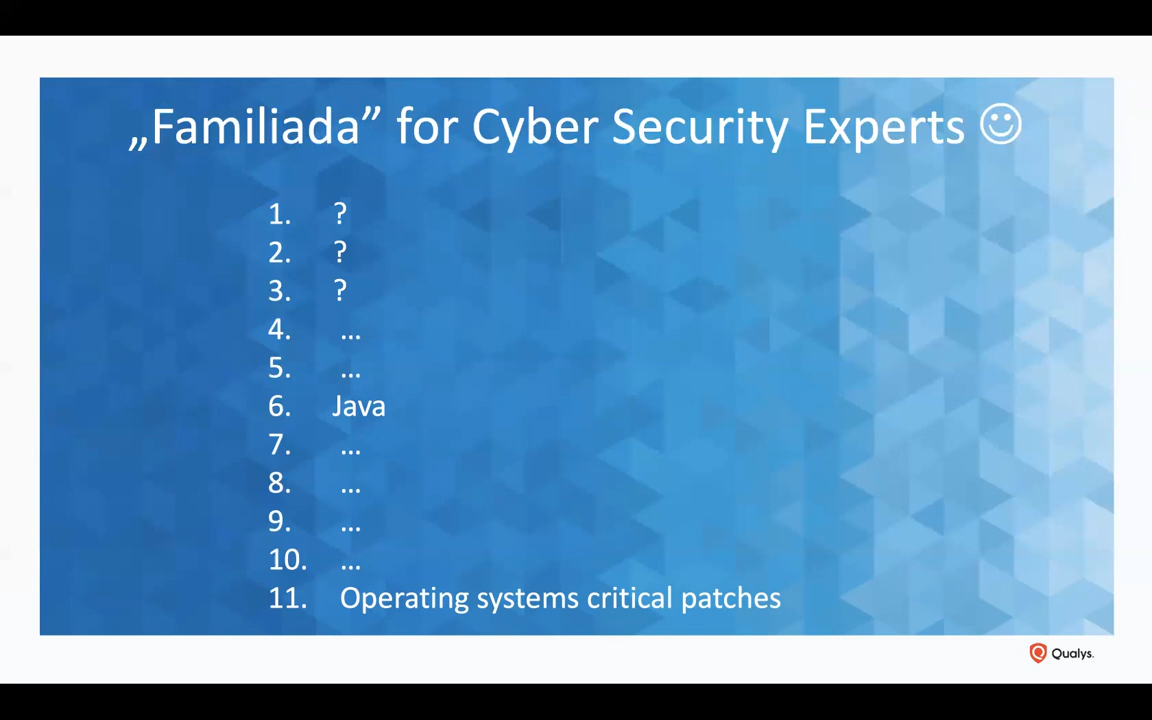 „Familiada” for Cyber Security Experts ☺
1. ?
2. ?
3. ?
4. ...
5. ...
6. Java
7. ...
8. ...
9. ...
10. ...
11. Operating systems critical patches
Qualys.